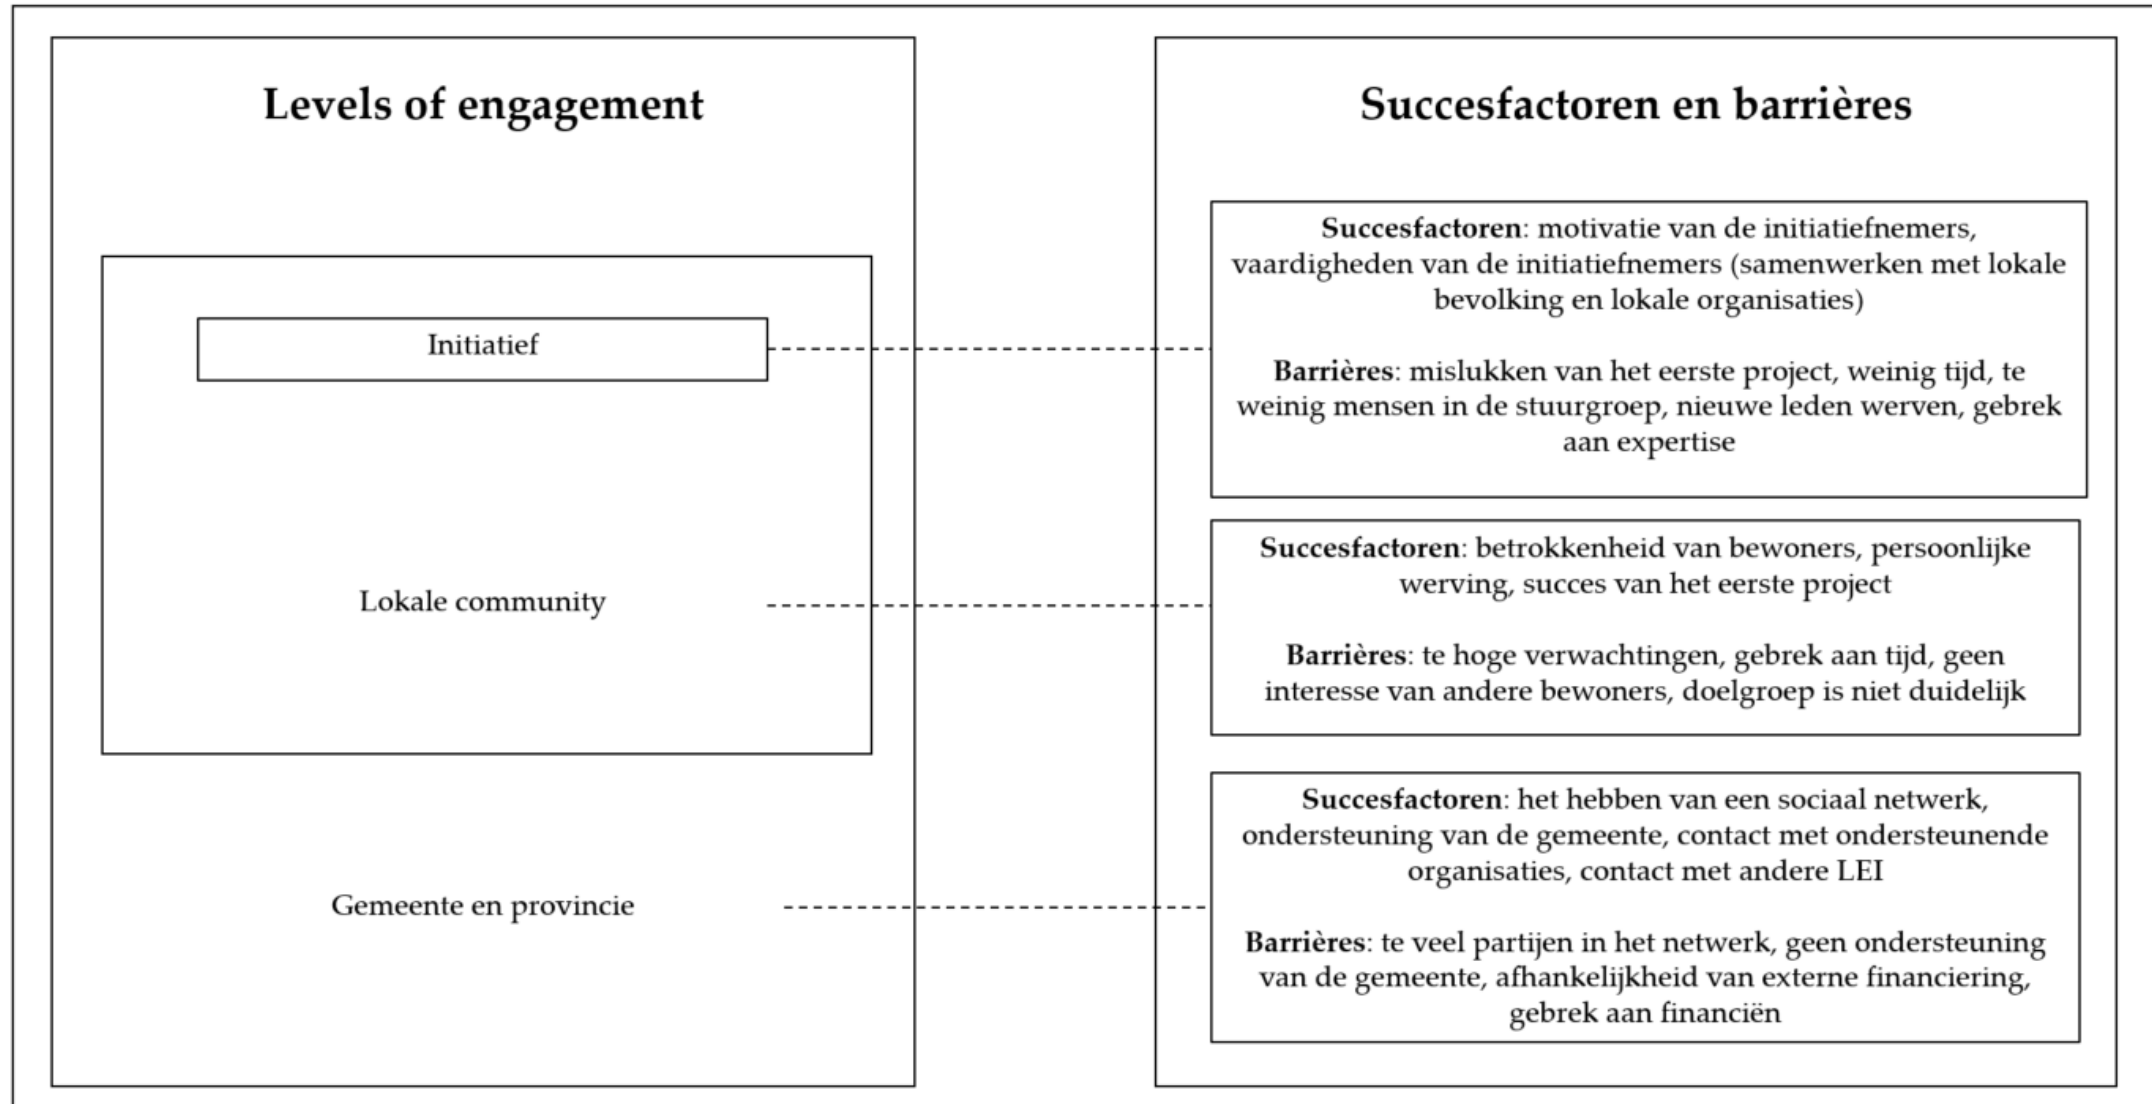 Levels of engagement
Initiatief
Lokale community
Gemeente en provincie
Succesfactoren en barrières
Succesfactoren: motivatie van de initiatiefnemers,
vaardigheden van de initiatiefnemers (samenwerken met lokale
bevolking en lokale organisaties)
Barrières: mislukken van het eerste project, weinig tijd, te
weinig mensen in de stuurgroep, nieuwe leden werven, gebrek
aan expertise
Succesfactoren: betrokkenheid van bewoners, persoonlijke
werving, succes van het eerste project
Barrières: te hoge verwachtingen, gebrek aan tijd, geen
interesse van andere bewoners, doelgroep is niet duidelijk
Succesfactoren: het hebben van een sociaal netwerk,
ondersteuning van de gemeente, contact met ondersteunende
organisaties, contact met andere LEI
Barrières: te veel partijen in het netwerk, geen ondersteuning
van de gemeente, afhankelijkheid van externe financiering,
gebrek aan financiën